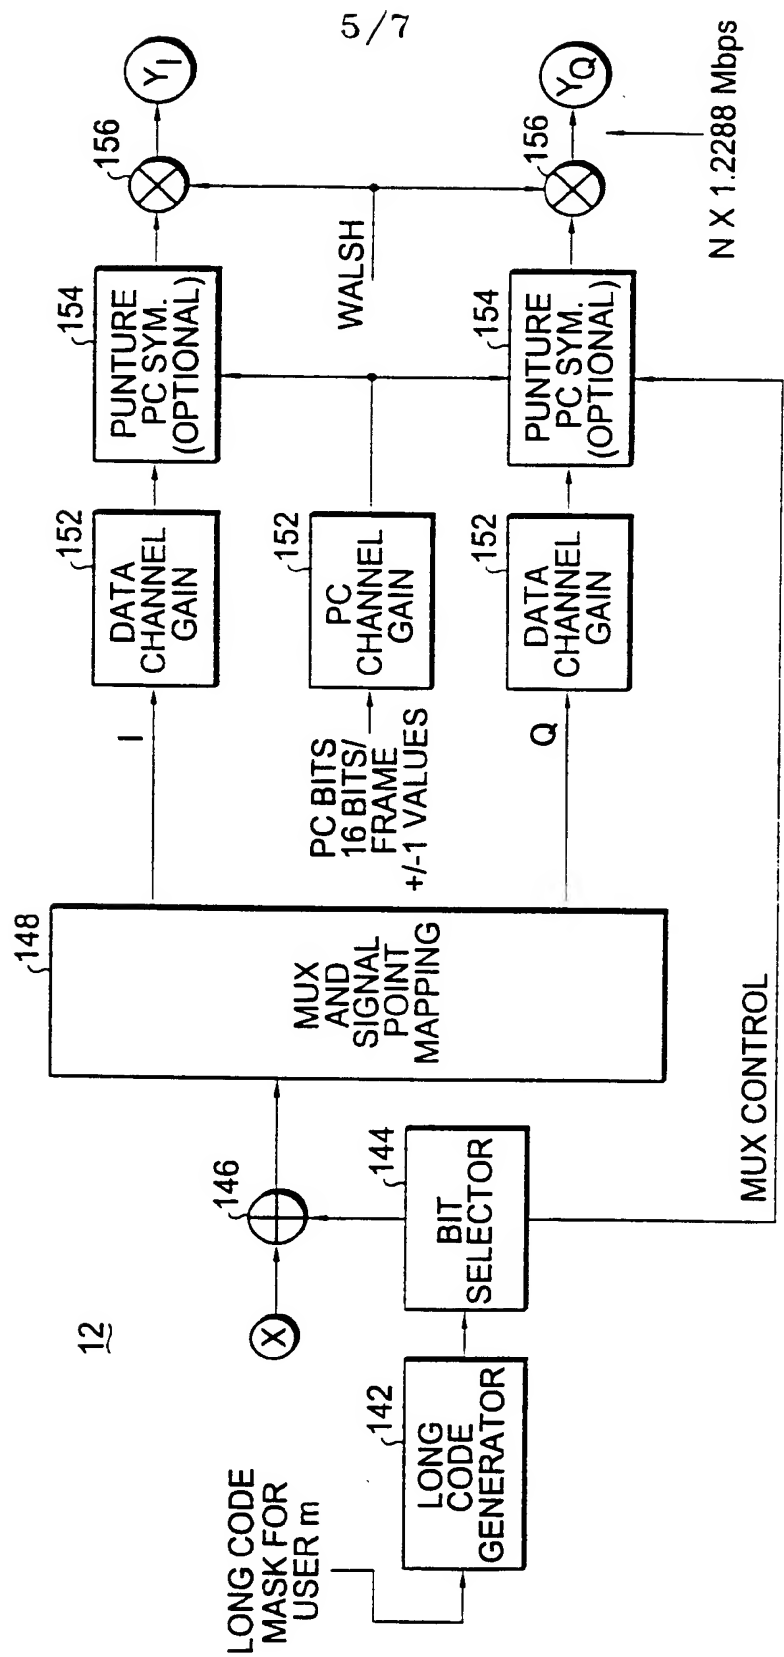 5/7
12
LONG CODE
MASK FOR
USER m
142
LONG
CODE
GENERATOR
144
BIT
SELECTOR
X
146
148
MUX
AND
SIGNAL
POINT
MAPPING
MUX CONTROL
I
152
DATA
CHANNEL
GAIN
154
PUNTURE
PC SYM.
(OPTIONAL)
156
YI
PC BITS
16 BITS/
FRAME
+/-1 VALUES
152
PC
CHANNEL
GAIN
WALSH
Q
152
DATA
CHANNEL
GAIN
154
PUNTURE
PC SYM.
(OPTIONAL)
156
YQ
N X 1.2288 Mbps